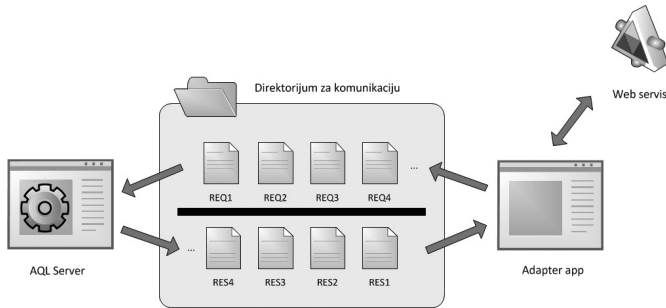 Direktorijum za komunikaciju
Web servis
REQ1 REQ2 REQ3 REQ4 ...
AQL Server
Adapter app
... RES4 RES3 RES2 RES1